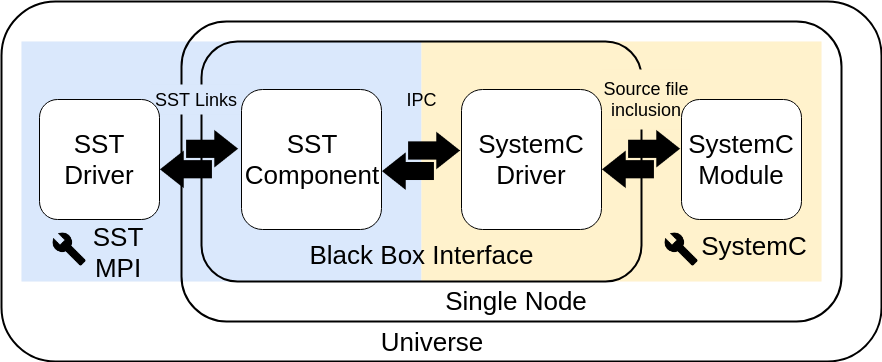 SST Links
IPC
Source file
inclusion
SST
Driver
SST
Component
SystemC
Driver
SystemC
Module
SST
MPI
Black Box Interface
SystemC
Single Node
Universe